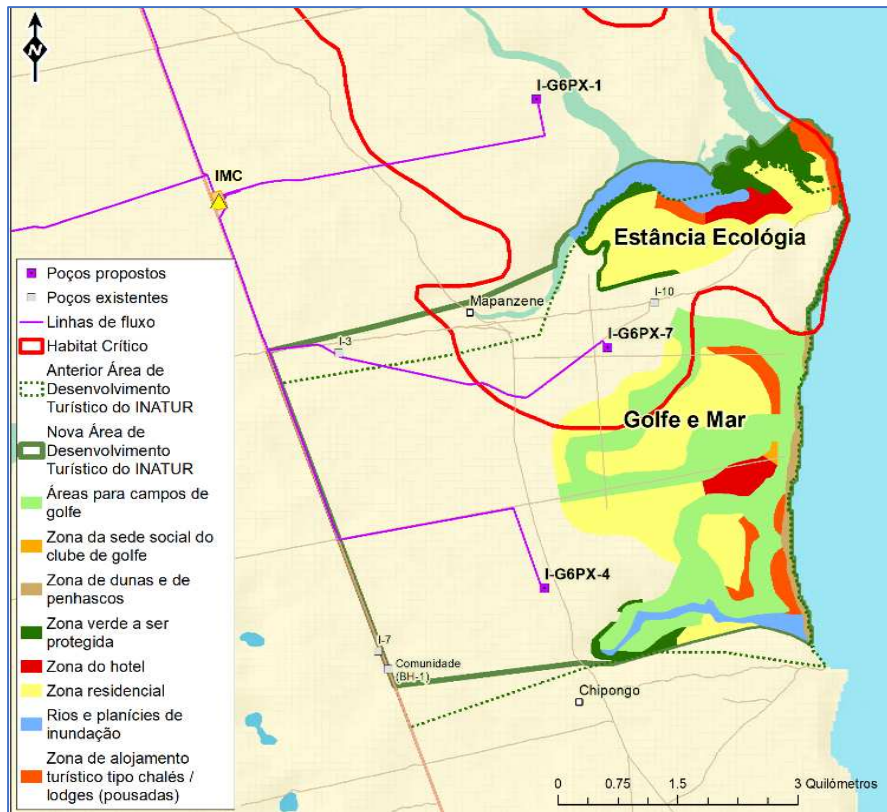 N
I-G6PX-1
IMC
Estância Ecológia
Mapanzene
I-10
I-3
I-G6PX-7
Golfe e Mar
I-G6PX-4
I-7
Comunidade
(BH-1)
Chipongo
Poços propostos
Poços existentes
Linhas de fluxo
Habitat Crítico
Anterior Área de
Desenvolvimento
Turístico do INATUR
Nova Área de
Desenvolvimento
Turístico do INATUR
Áreas para campos de
golfe
Zona da sede social do
clube de golfe
Zona de dunas e de
penhascos
Zona verde a ser
protegida
Zona do hotel
Zona residencial
Rios e planícies de
inundação
Zona de alojamento
turístico tipo chalés /
lodges (pousadas)
0 0.75 1.5 3 Quilómetros